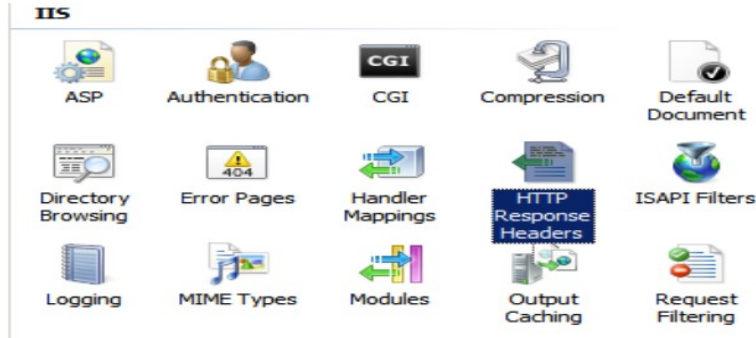 IIS
CGI
ASP
Authentication
CGI
Compression
Default
Document
404
Directory
Browsing
Error Pages
Handler
Mappings
HTTP
Response
Headers
ISAPI Filters
Logging
MIME Types
Modules
Output
Caching
Request
Filtering